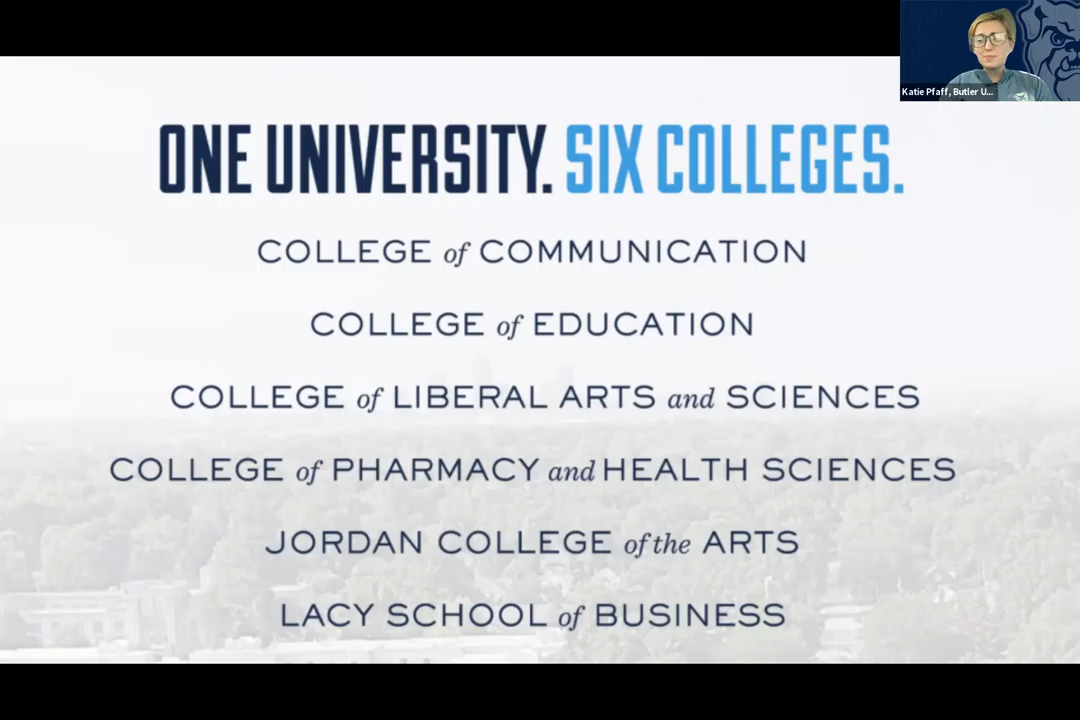 Katie Pfaff, Butler U...
ONE UNIVERSITY. SIX COLLEGES.
COLLEGE of COMMUNICATION
COLLEGE of EDUCATION
COLLEGE of LIBERAL ARTS and SCIENCES
COLLEGE of PHARMACY and HEALTH SCIENCES
JORDAN COLLEGE of the ARTS
LACY SCHOOL of BUSINESS